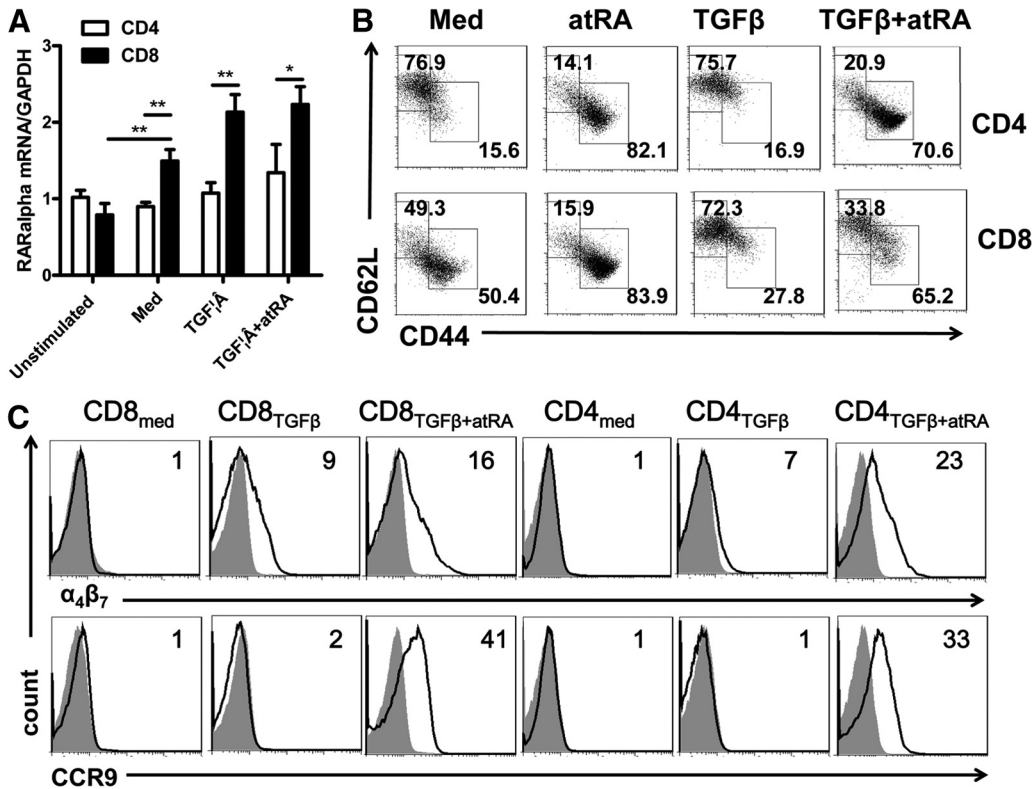 A
CD4
CD8
RARalpha mRNA/GAPDH
3
2
1
0
**
**
**
*
Unstimulated
Med
TGF¡Â
TGF¡Â+atRA
B
Med atRA TGFβ TGFβ+atRA
76.9 14.1 75.7 20.9
15.6 82.1 16.9 70.6
CD4
49.3 15.9 72.3 33.8
50.4 83.9 27.8 65.2
CD8
CD62L
CD44
C
CD8med CD8TGFβ CD8TGFβ+atRA CD4med CD4TGFβ CD4TGFβ+atRA
1 9 16 1 7 23
α4β7
1 2 41 1 1 33
count
CCR9